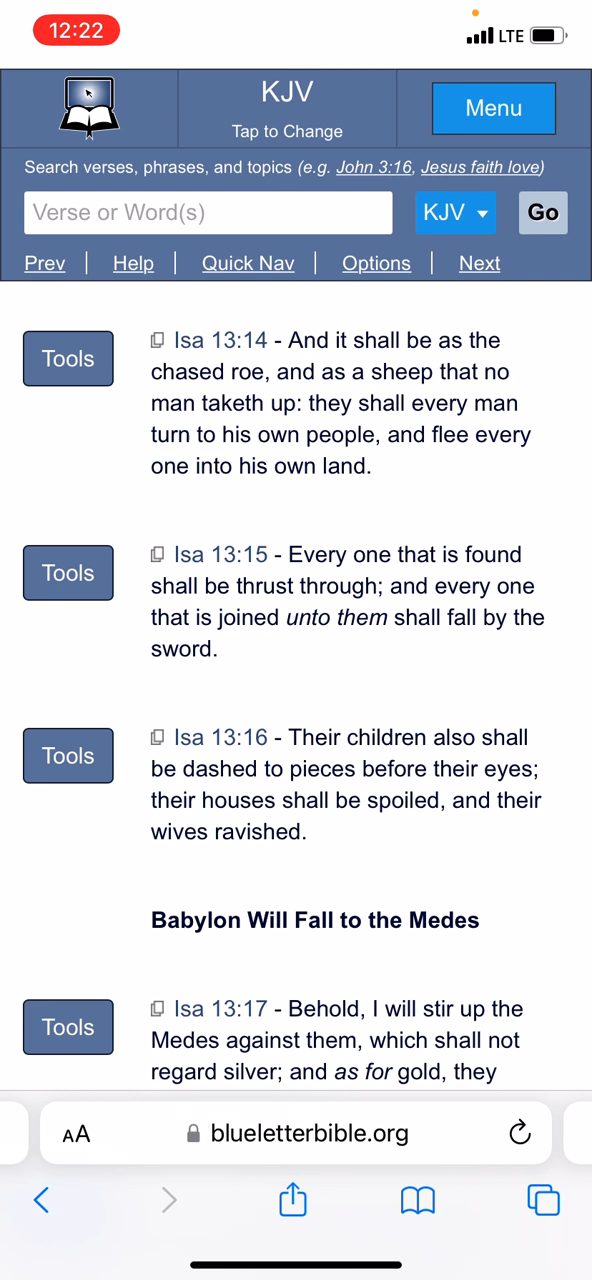 12:22
LTE
KJV
Tap to Change
Menu
Search verses, phrases, and topics (e.g. John 3:16, Jesus faith love)
Verse or Word(s)
KJV
Go
Prev | Help | Quick Nav | Options | Next
Tools
Isa 13:14 - And it shall be as the
chased roe, and as a sheep that no
man taketh up: they shall every man
turn to his own people, and flee every
one into his own land.
Tools
Isa 13:15 - Every one that is found
shall be thrust through; and every one
that is joined unto them shall fall by the
sword.
Tools
Isa 13:16 - Their children also shall
be dashed to pieces before their eyes;
their houses shall be spoiled, and their
wives ravished.
Babylon Will Fall to the Medes
Tools
Isa 13:17 - Behold, I will stir up the
Medes against them, which shall not
regard silver; and as for gold, they
AA
blueletterbible.org